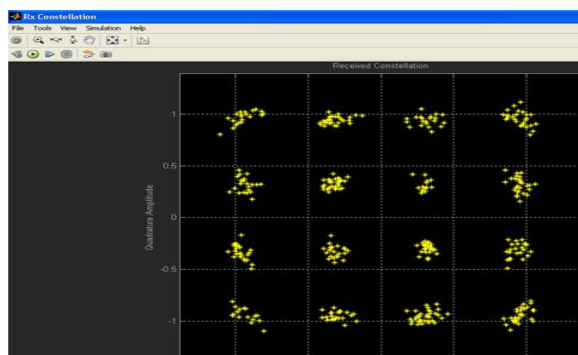 Rx Constellation
File Tools View Simulation Help
Received Constellation
1
0.5
0
-0.5
-1
Quadrature Amplitude